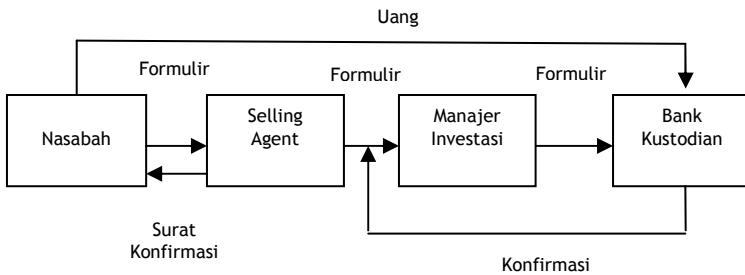 Uang
Formulir
Formulir
Formulir
Nasabah
Selling
Agent
Manajer
Investasi
Bank
Kustodian
Surat
Konfirmasi
Konfirmasi